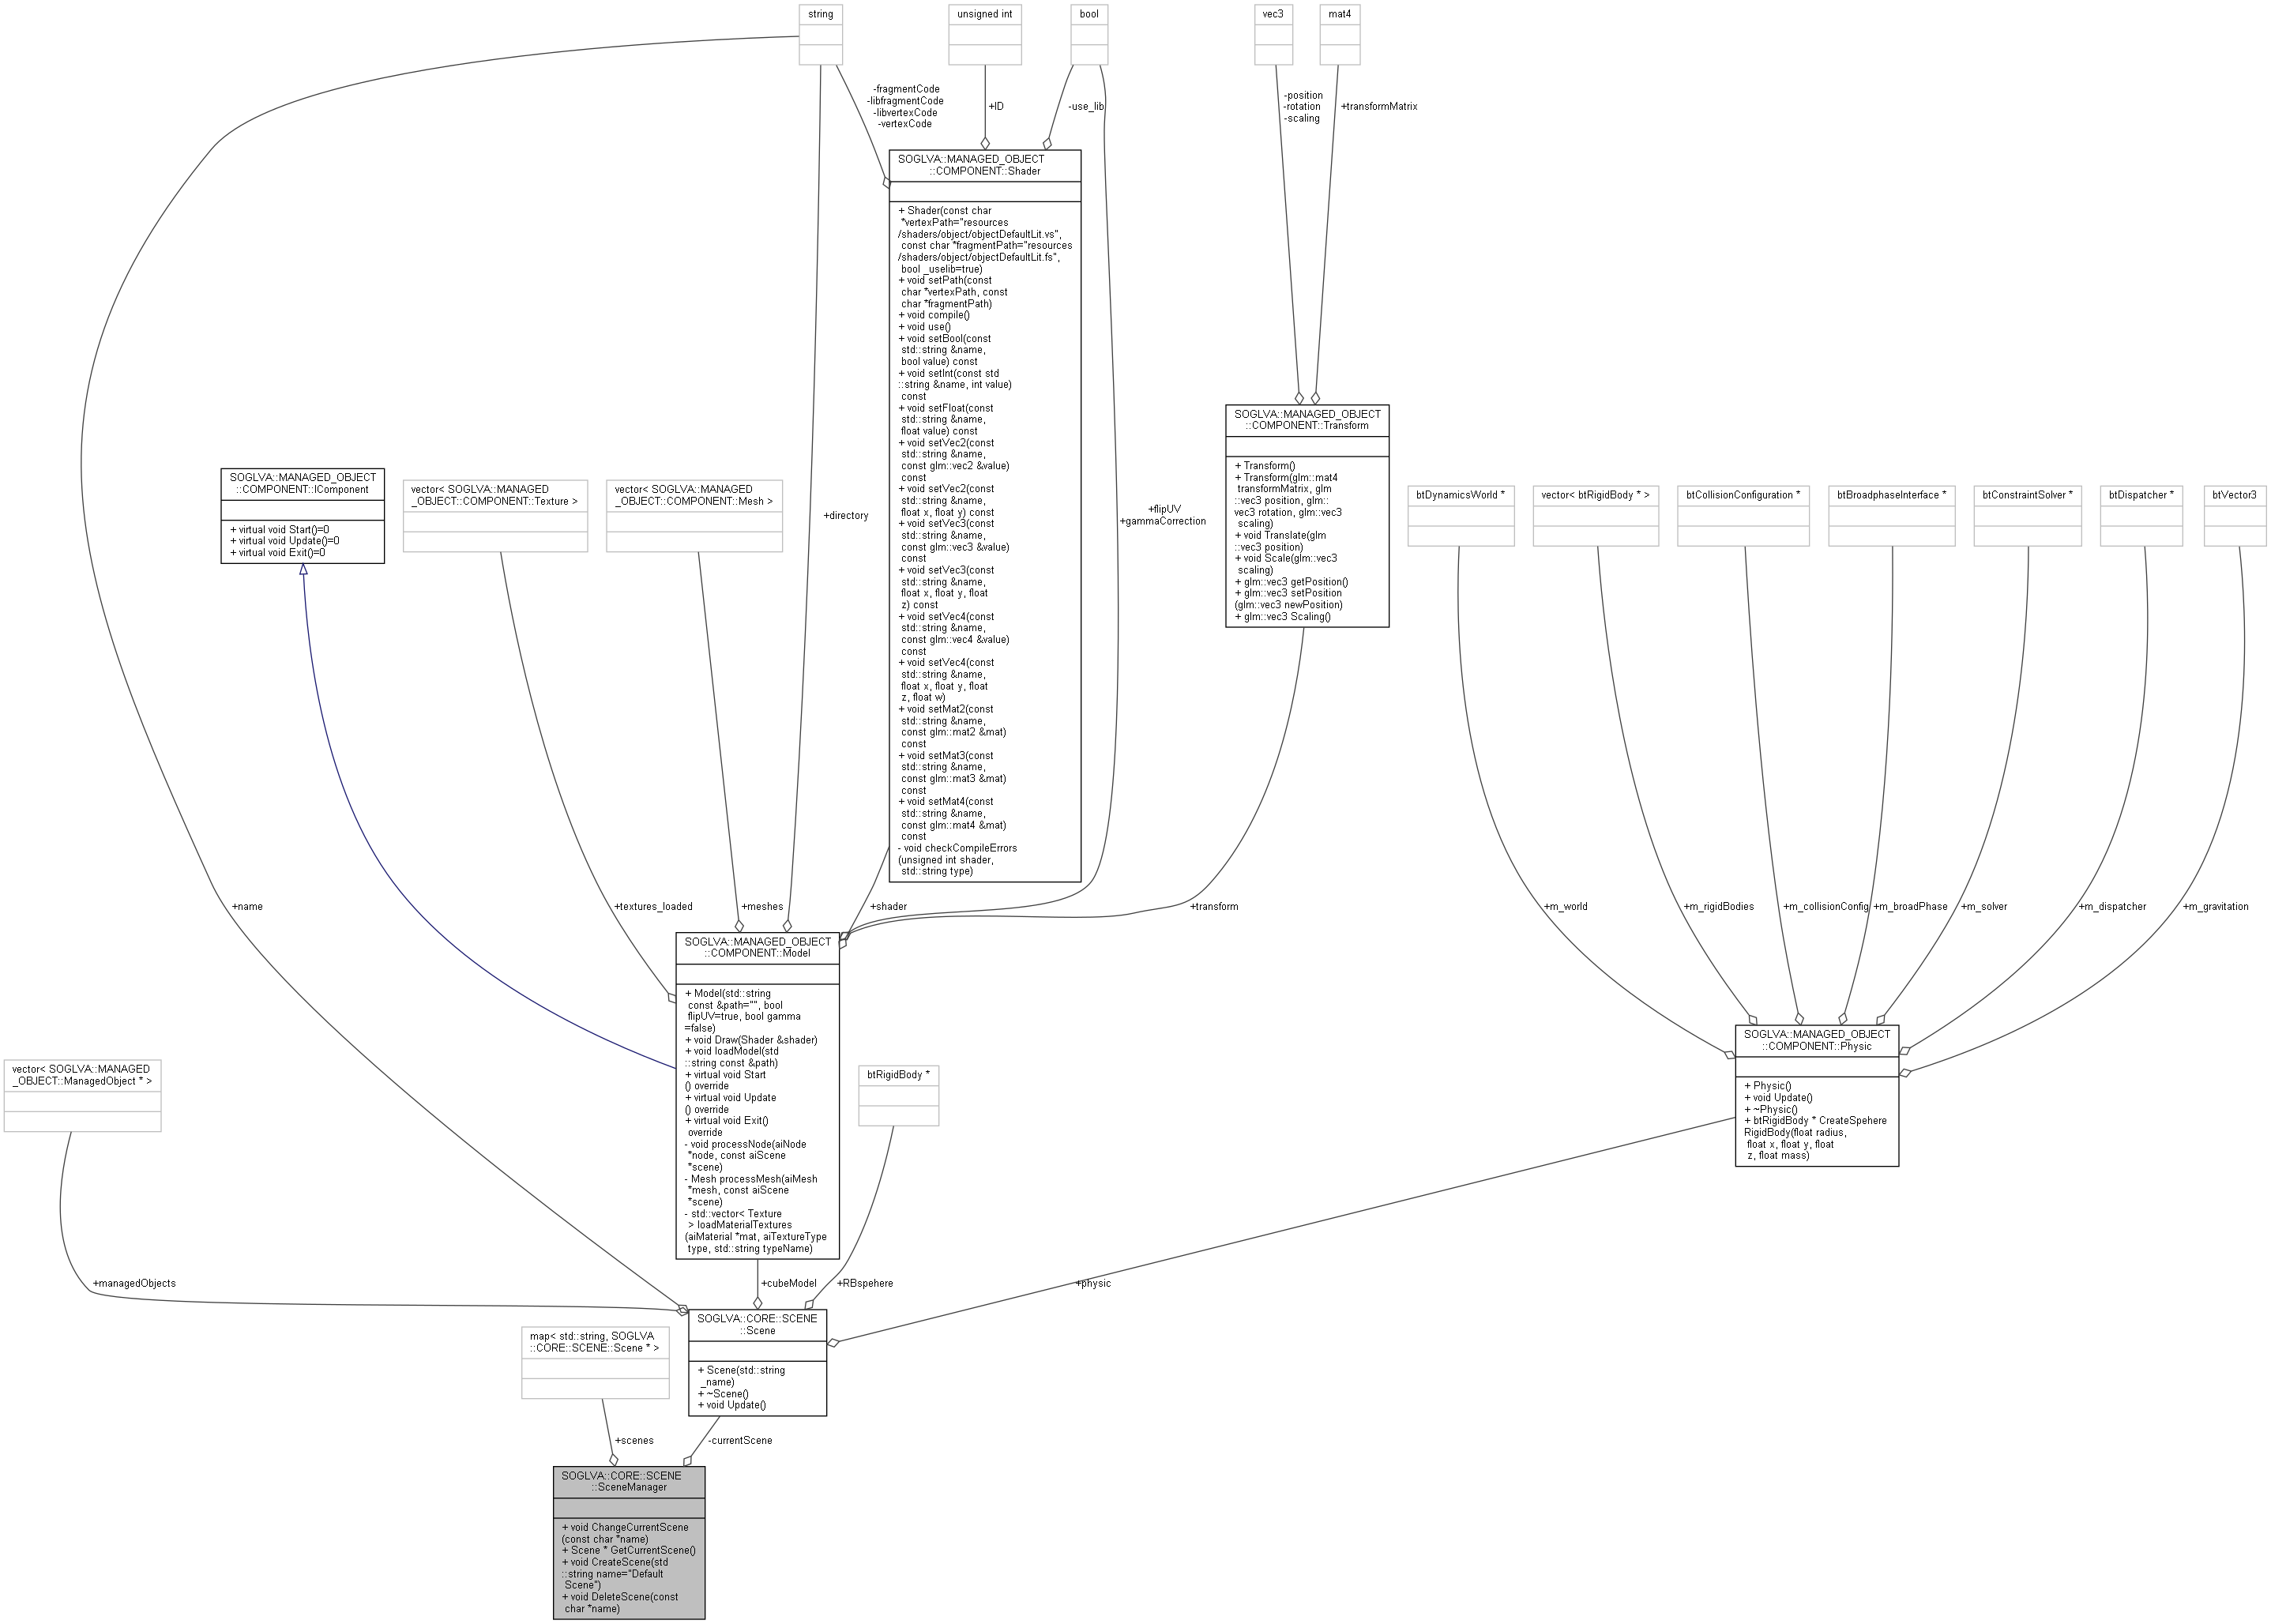 string
unsigned int
bool
vec3
mat4
-fragmentCode
-libfragmentCode
-libvertexCode
-vertexCode
+ID
-use_lib
-position
-rotation
-scaling
+transformMatrix
SOGLVA::MANAGED_OBJECT
::COMPONENT::Shader
+ Shader(const char
*vertexPath="resources
/shaders/object/objectDefaultLit.vs",
const char *fragmentPath="resources
/shaders/object/objectDefaultLit.fs",
bool _uselib=true)
+ void setPath(const
char *vertexPath, const
char *fragmentPath)
+ void compile()
+ void use()
+ void setBool(const
std::string &name,
bool value) const
+ void setInt(const std
::string &name, int value)
const
+ void setFloat(const
std::string &name,
float value) const
+ void setVec2(const
std::string &name,
const glm::vec2 &value)
const
+ void setVec2(const
std::string &name,
float x, float y) const
+ void setVec3(const
std::string &name,
const glm::vec3 &value)
const
+ void setVec3(const
std::string &name,
float x, float y, float
z) const
+ void setVec4(const
std::string &name,
const glm::vec4 &value)
const
+ void setVec4(const
std::string &name,
float x, float y, float
z, float w)
+ void setMat2(const
std::string &name,
const glm::mat2 &mat)
const
+ void setMat3(const
std::string &name,
const glm::mat3 &mat)
const
+ void setMat4(const
std::string &name,
const glm::mat4 &mat)
const
- void checkCompileErrors
(unsigned int shader,
std::string type)
SOGLVA::MANAGED_OBJECT
::COMPONENT::Transform
+ Transform()
+ Transform(glm::mat4
transformMatrix, glm
::vec3 position, glm::
vec3 rotation, glm::vec3
scaling)
+ void Translate(glm
::vec3 position)
+ void Scale(glm::vec3
scaling)
+ glm::vec3 getPosition()
+ glm::vec3 setPosition
(glm::vec3 newPosition)
+ glm::vec3 Scaling()
SOGLVA::MANAGED_OBJECT
::COMPONENT::IComponent
+ virtual void Start()=0
+ virtual void Update()=0
+ virtual void Exit()=0
vector< SOGLVA::MANAGED
_OBJECT::COMPONENT::Texture >
vector< SOGLVA::MANAGED
_OBJECT::COMPONENT::Mesh >
+directory
+flipUV
+gammaCorrection
btDynamicsWorld *
vector< btRigidBody * >
btCollisionConfiguration *
btBroadphaseInterface *
btConstraintSolver *
btDispatcher *
btVector3
+name
+textures_loaded
+meshes
+shader
+transform
+m_world
+m_rigidBodies
+m_collisionConfig
+m_broadPhase
+m_solver
+m_dispatcher
+m_gravitation
SOGLVA::MANAGED_OBJECT
::COMPONENT::Model
+ Model(std::string
const &path="", bool
flipUV=true, bool gamma
=false)
+ void Draw(Shader &shader)
+ void loadModel(std
::string const &path)
+ virtual void Start
() override
+ virtual void Update
() override
+ virtual void Exit()
override
- void processNode(aiNode
*node, const aiScene
*scene)
- Mesh processMesh(aiMesh
*mesh, const aiScene
*scene)
- std::vector< Texture
> loadMaterialTextures
(aiMaterial *mat, aiTextureType
type, std::string typeName)
SOGLVA::MANAGED_OBJECT
::COMPONENT::Physic
+ Physic()
+ void Update()
+ ~Physic()
+ btRigidBody * CreateSpehere
RigidBody(float radius,
float x, float y, float
z, float mass)
vector< SOGLVA::MANAGED
_OBJECT::ManagedObject * >
btRigidBody *
+managedObjects
+cubeModel
+RBspehere
+physic
SOGLVA::CORE::SCENE
::Scene
+ Scene(std::string
_name)
+ ~Scene()
+ void Update()
map< std::string, SOGLVA
::CORE::SCENE::Scene * >
+scenes
-currentScene
SOGLVA::CORE::SCENE
::SceneManager
+ void ChangeCurrentScene
(const char *name)
+ Scene * GetCurrentScene()
+ void CreateScene(std
::string name="Default
Scene")
+ void DeleteScene(const
char *name)